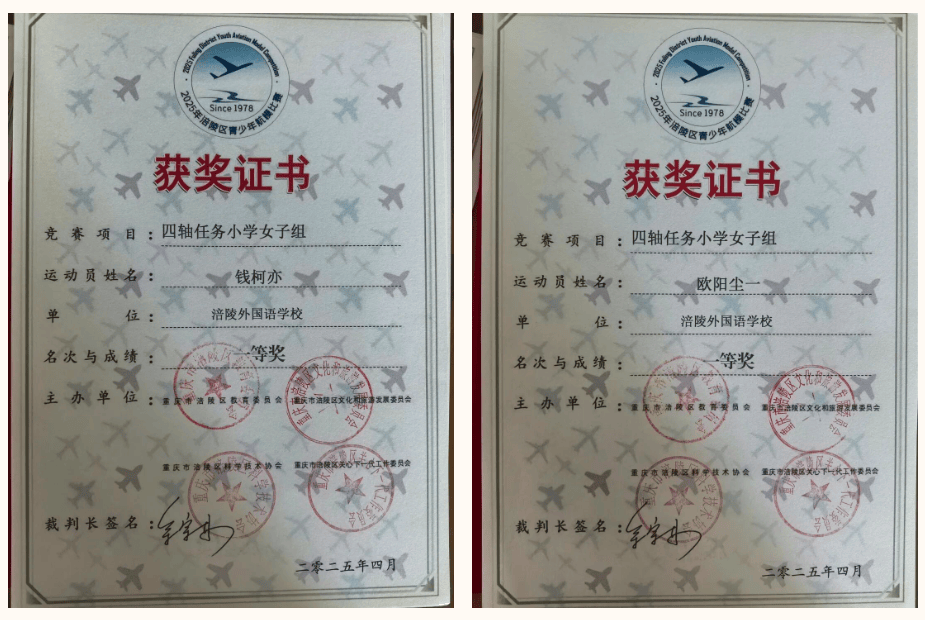 2025 Fuling District Youth Aviation Model Competition
Since 1978
2025年涪陵区青少年航模比赛
获奖证书
竞赛项目：四轴任务小学女子组
运动员姓名：钱柯亦
单位：涪陵外国语学校
名次与成绩：一等奖
主办单位：重庆市涪陵区教育委员会 重庆市涪陵区文化和旅游发展委员会
重庆市涪陵区科学技术协会 重庆市涪陵区关心下一代工作委员会
裁判长签名：
二零二五年四月
2025 Fuling District Youth Aviation Model Competition
Since 1978
2025年涪陵区青少年航模比赛
获奖证书
竞赛项目：四轴任务小学女子组
运动员姓名：欧阳尘一
单位：涪陵外国语学校
名次与成绩：一等奖
主办单位：重庆市涪陵区教育委员会 重庆市涪陵区文化和旅游发展委员会
重庆市涪陵区科学技术协会 重庆市涪陵区关心下一代工作委员会
裁判长签名：
二零二五年四月